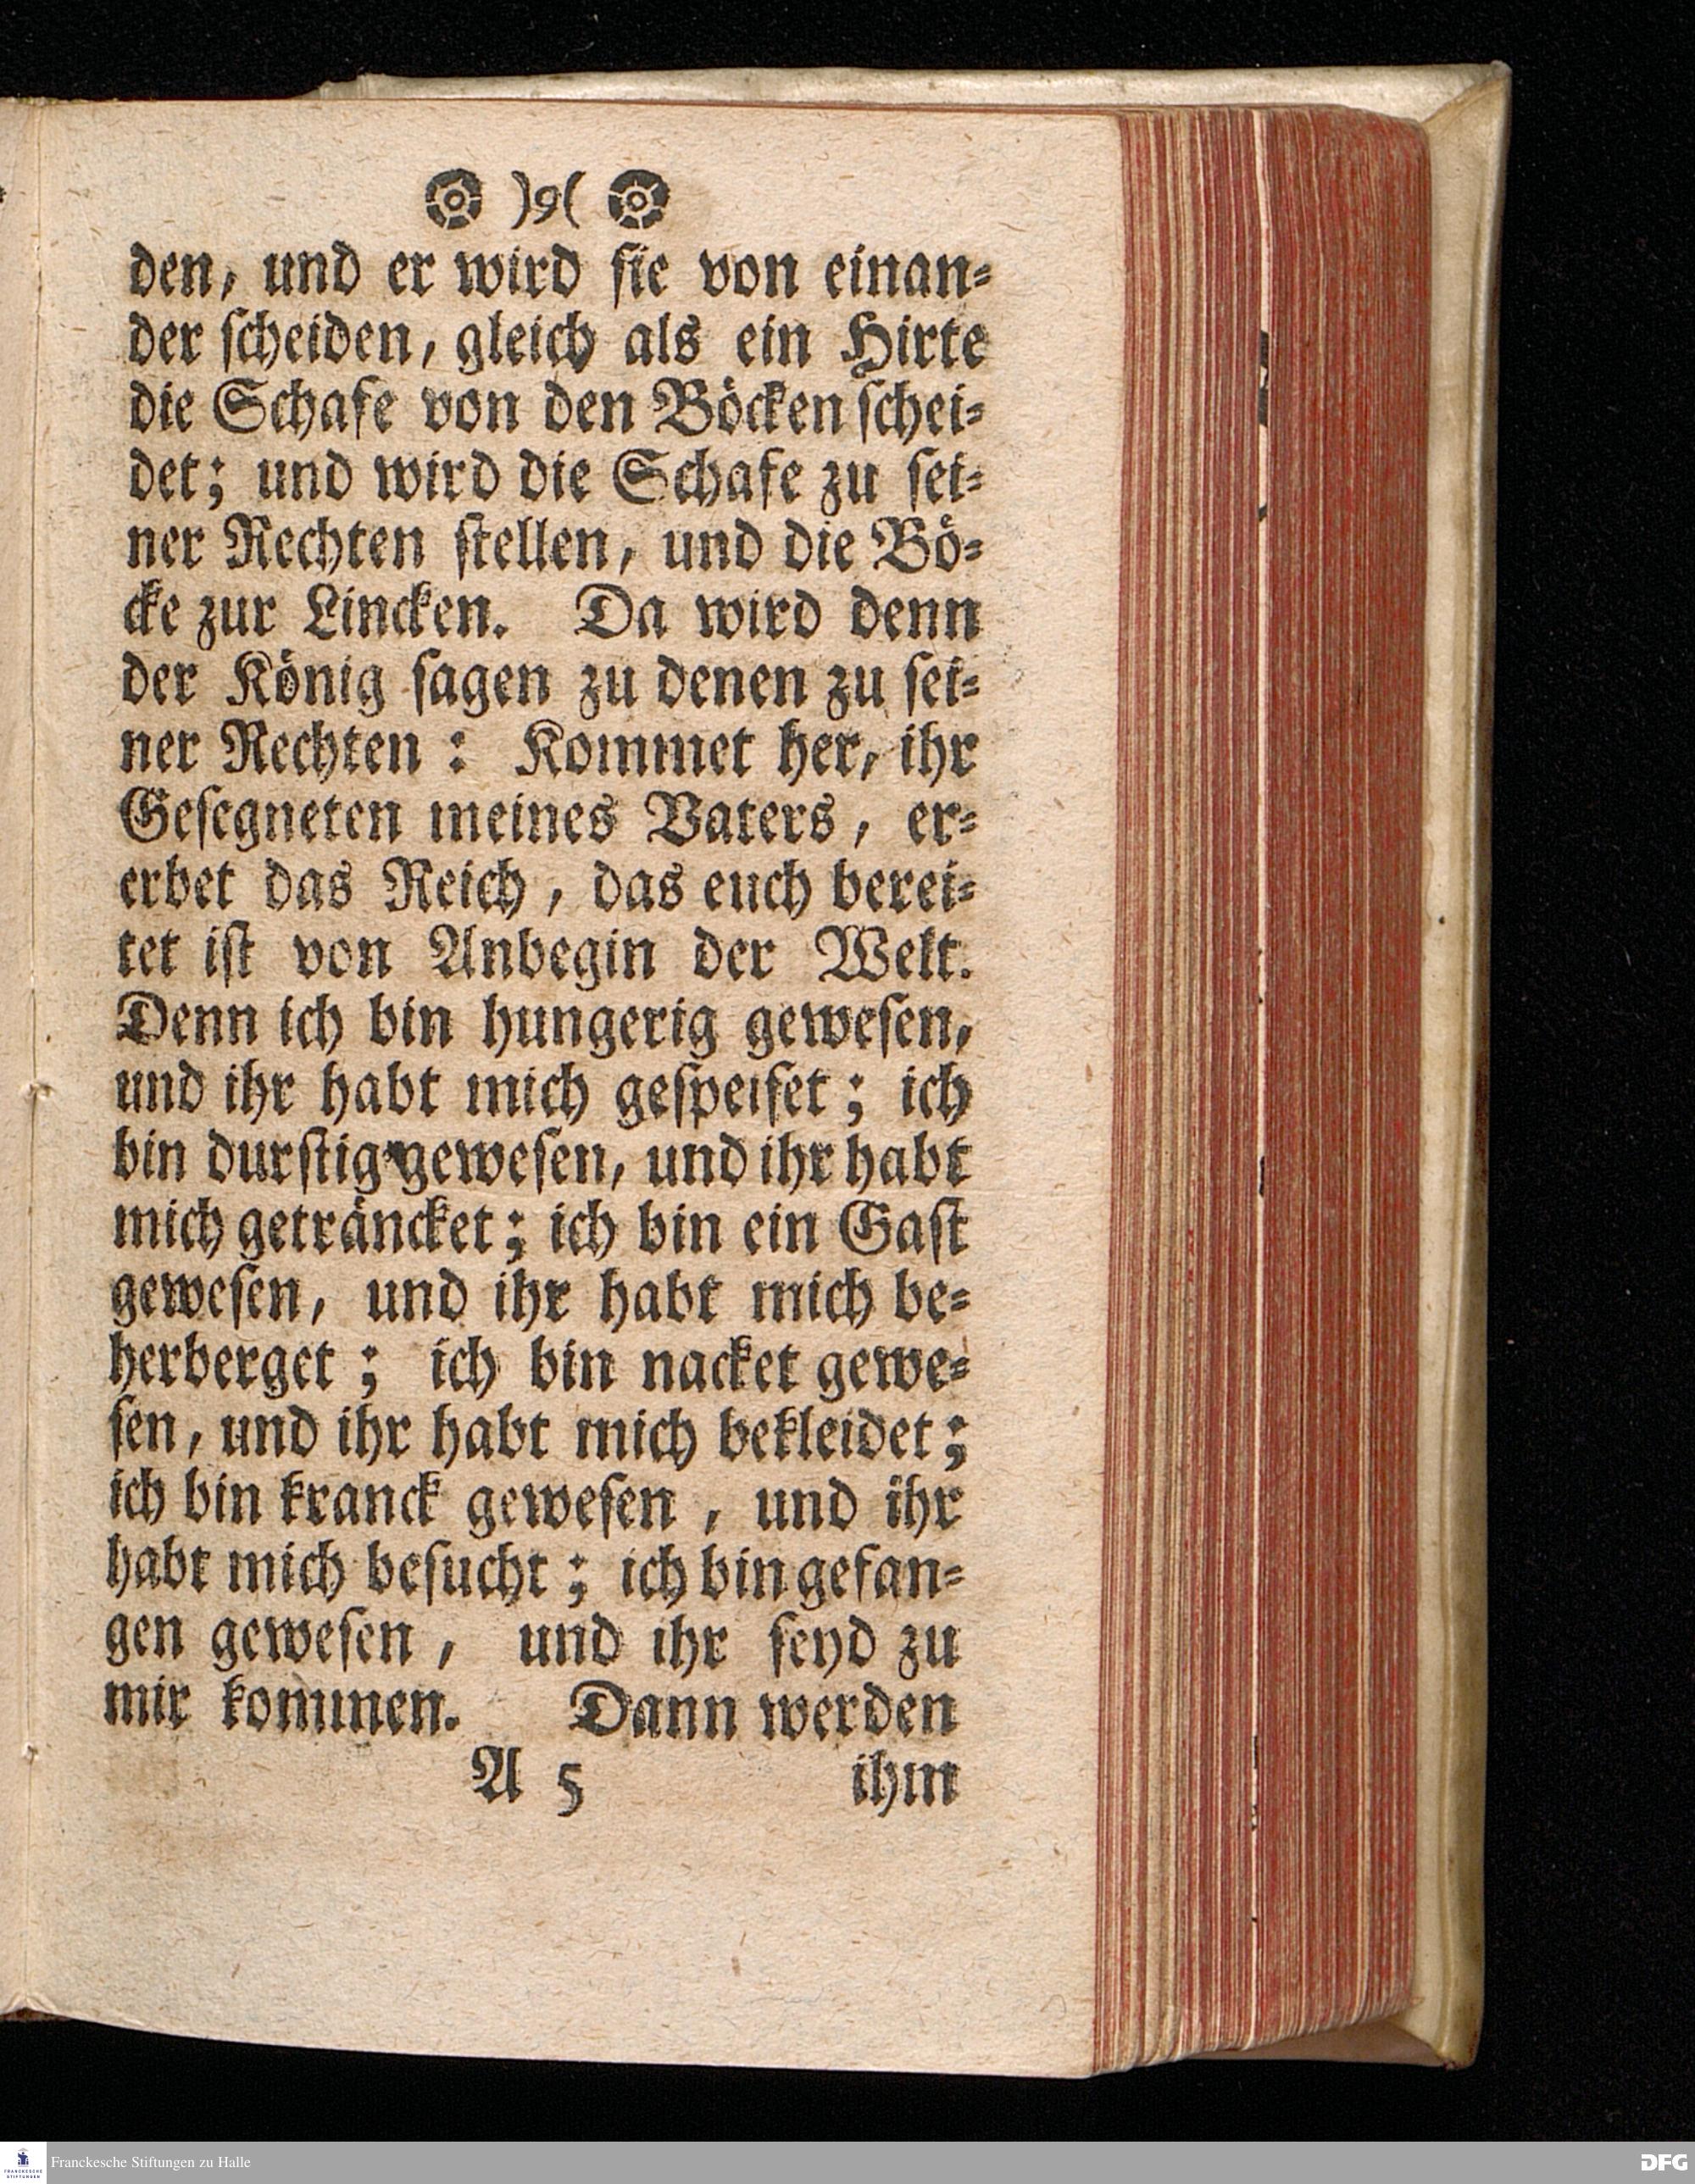 )9(
den, und er wird sie von einan⸗
der scheiden, gleich als ein Hirte
die Schafe von den Böcken schei⸗
det; und wird die Schafe zu sei⸗
ner Rechten stellen, und die Bö⸗
cke zur Lincken. Da wird denn
der König sagen zu denen zu sei⸗
ner Rechten : Kommet her, ihr
Gesegneten meines Vaters, er⸗
erbet das Reich, das euch berei⸗
tet ist von Anbegin der Welt.
Denn ich bin hungerig gewesen,
und ihr habt mich gespeiset; ich
bin durstig gewesen, und ihr habt
mich geträncket; ich bin ein Gast
gewesen, und ihr habt mich be⸗
herberget; ich bin nacket gewe⸗
sen, und ihr habt mich bekleidet;
ich bin kranck gewesen, und ihr
habt mich besucht; ich bin gefan⸗
gen gewesen, und ihr seyd zu
mir kommen. Dann werden
A 5 ihm
FRANCKESCHE STIFTUNGEN
Franckesche Stiftungen zu Halle
DFG